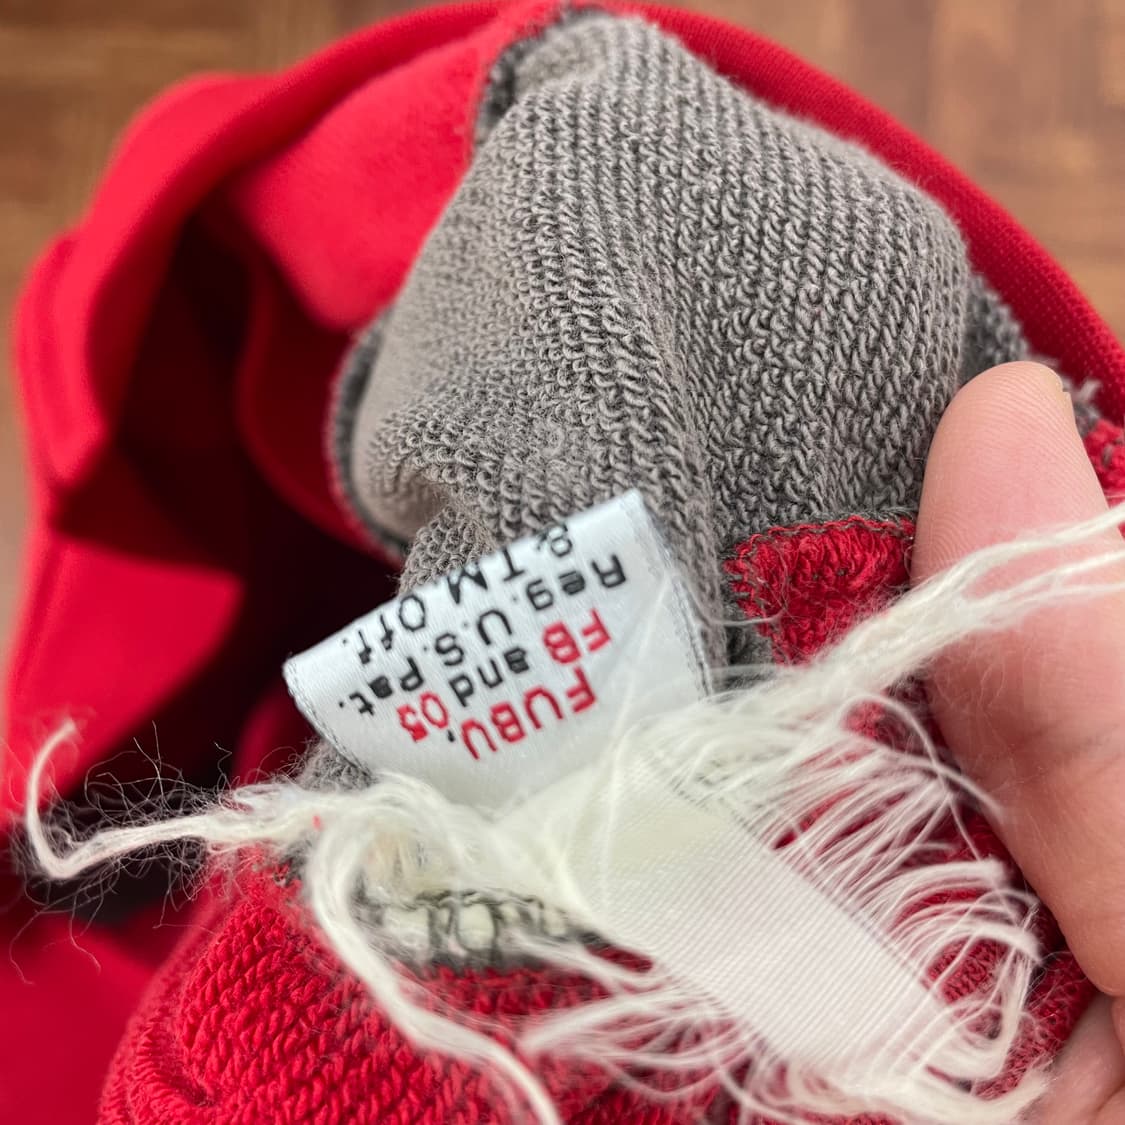 FUBU
FB and '05
Reg. U.S. Pat.
& TM Off.